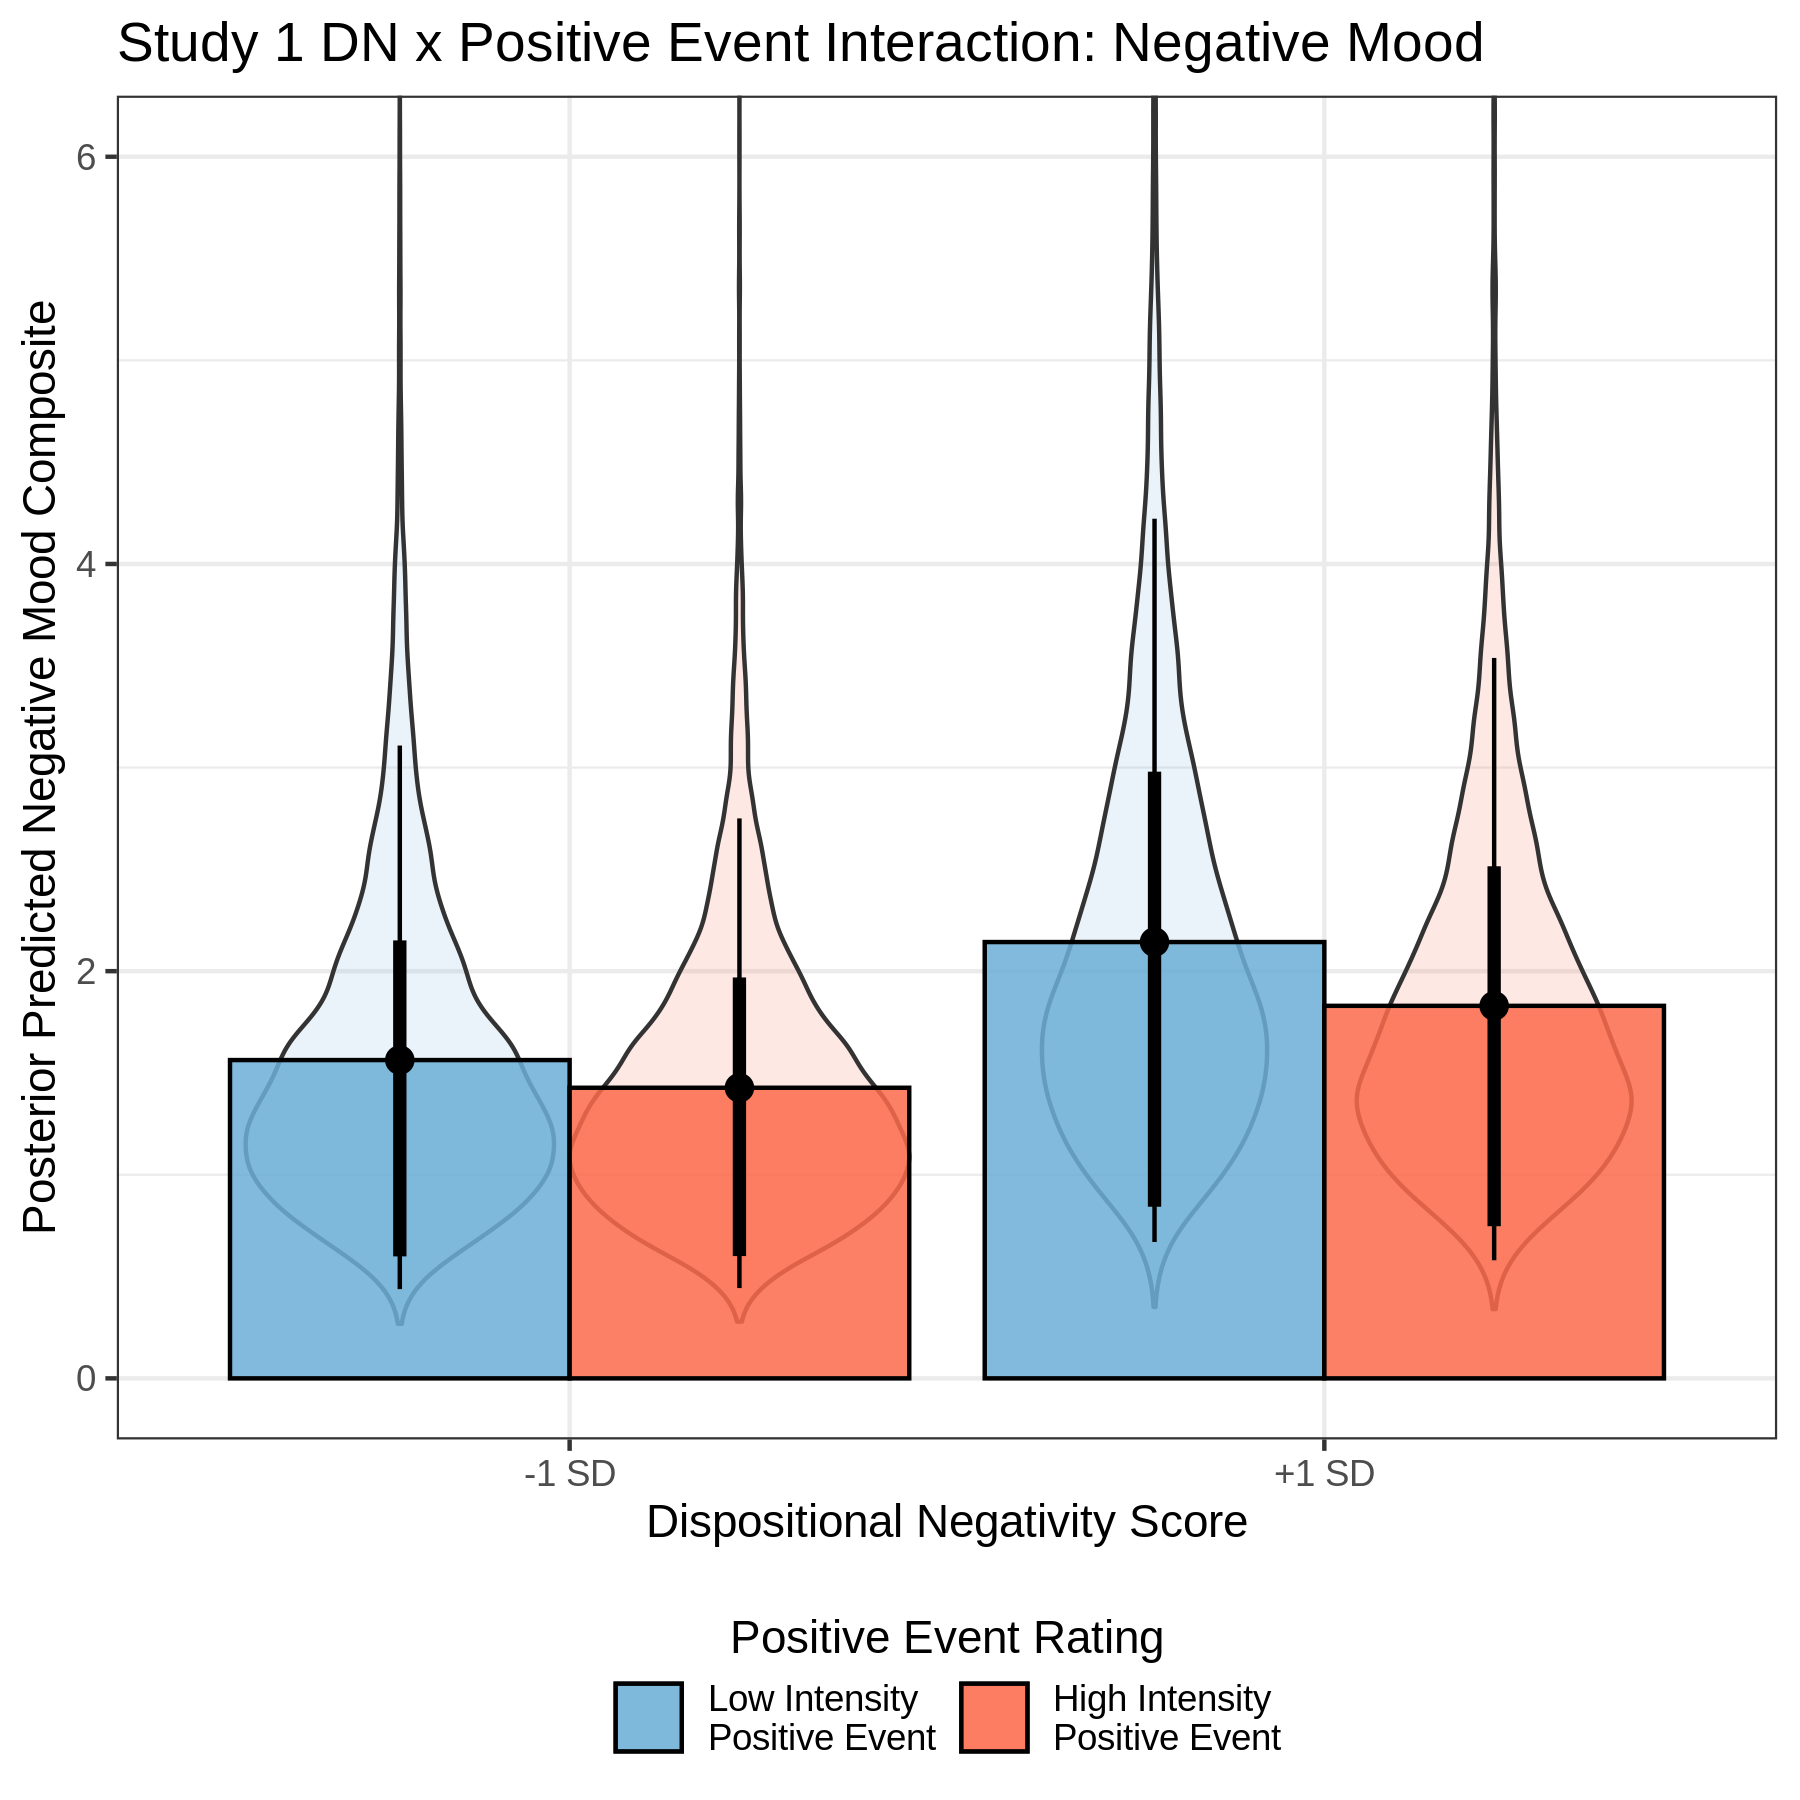 Study 1 DN x Positive Event Interaction: Negative Mood
Posterior Predicted Negative Mood Composite
6
4
2
0
-1 SD
+1 SD
Dispositional Negativity Score
Positive Event Rating
Low Intensity
Positive Event
High Intensity
Positive Event